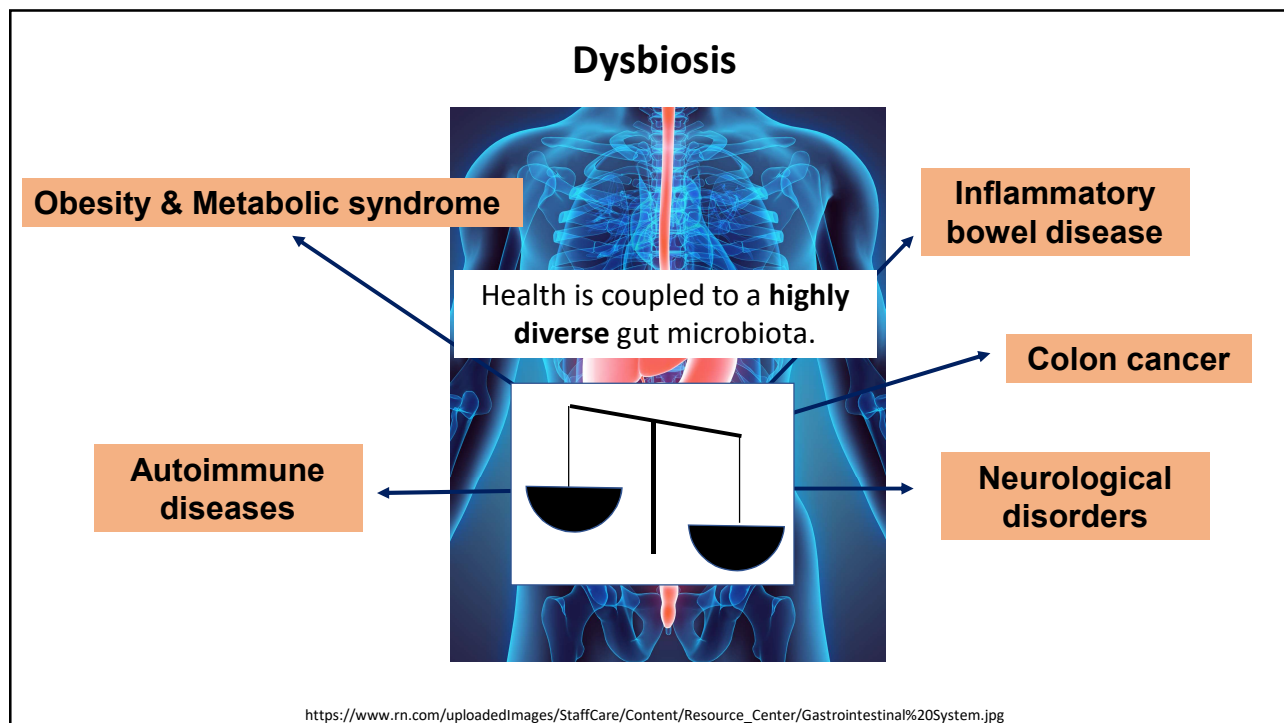 Dysbiosis
Obesity & Metabolic syndrome
Inflammatory
bowel disease
Health is coupled to a highly
diverse gut microbiota.
Colon cancer
Autoimmune
diseases
Neurological
disorders
https://www.rn.com/uploadedImages/StaffCare/Content/Resource_Center/Gastrointestinal%20System.jpg